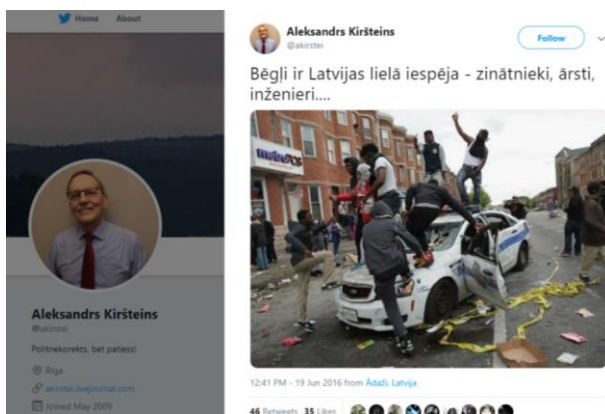 Home About
Aleksandrs Kiršteins
@akirstei
Politnekorekts, bet patiess!
Rīga
akirstei.livejournal.com
Joined May 2009
Aleksandrs Kiršteins
@akirstei
Follow
Bēgļi ir Latvijas lielā iespēja - zinātnieki, ārsti,
inženieri....
metroPCS
12:41 PM - 19 Jun 2016 from Ādaži, Latvija
46 Retweets 35 Likes